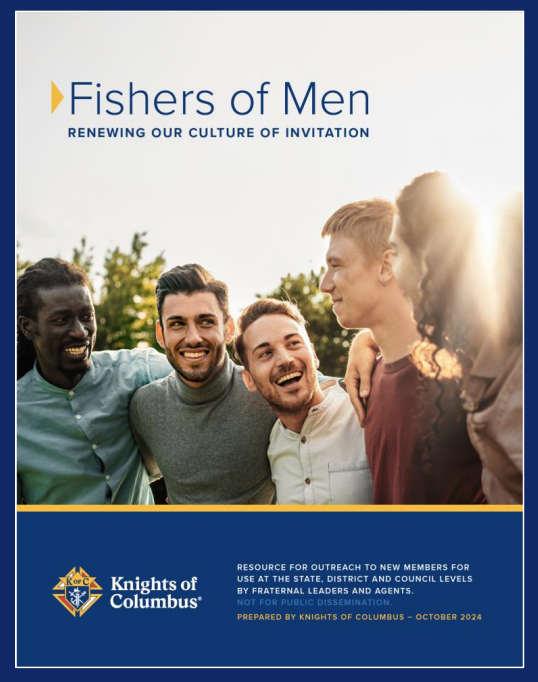 Fishers of Men
RENEWING OUR CULTURE OF INVITATION
K OF C
Knights of
Columbus®
RESOURCE FOR OUTREACH TO NEW MEMBERS FOR
USE AT THE STATE, DISTRICT AND COUNCIL LEVELS
BY FRATERNAL LEADERS AND AGENTS.
NOT FOR PUBLIC DISSEMINATION.
PREPARED BY KNIGHTS OF COLUMBUS – OCTOBER 2024